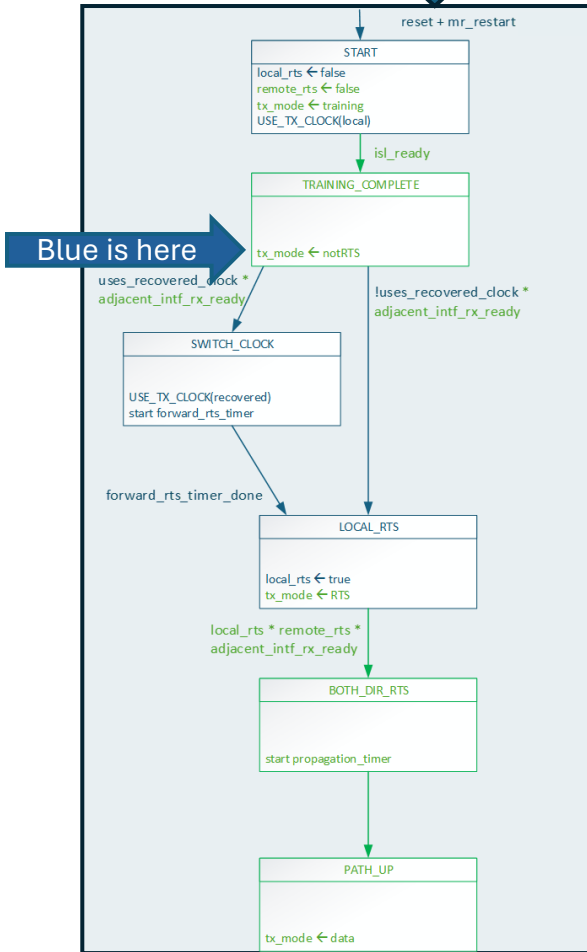 reset + mr_restart
START
local_rts ← false
remote_rts ← false
tx_mode ← training
USE_TX_CLOCK(local)
isl_ready
TRAINING_COMPLETE
tx_mode ← notRTS
Blue is here
uses_recovered_clock *
adjacent_intf_rx_ready
!uses_recovered_clock *
adjacent_intf_rx_ready
SWITCH_CLOCK
USE_TX_CLOCK(recovered)
start forward_rts_timer
forward_rts_timer_done
LOCAL_RTS
local_rts ← true
tx_mode ← RTS
local_rts * remote_rts *
adjacent_intf_rx_ready
BOTH_DIR_RTS
start propagation_timer
PATH_UP
tx_mode ← data